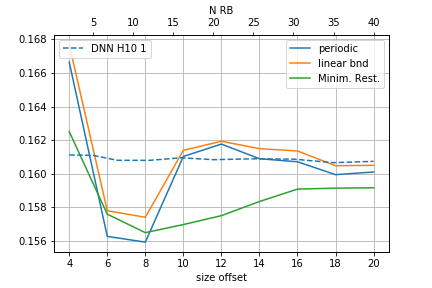 N RB
5 10 15 20 25 30 35 40
0.168
0.166
0.164
0.162
0.160
0.158
0.156
DNN H10 1
periodic
linear bnd
Minim. Rest.
4 6 8 10 12 14 16 18 20
size offset